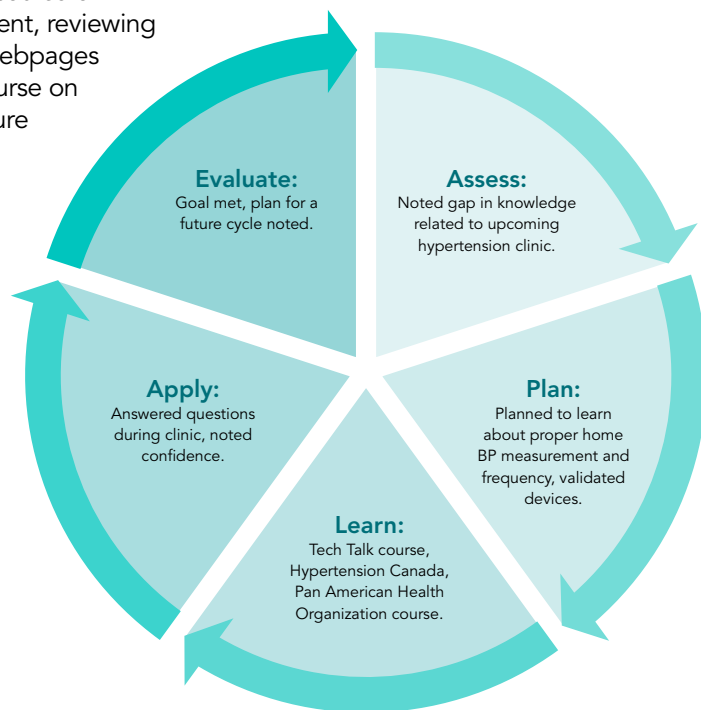 ent, reviewing
ebpages
urse on
ure
Evaluate:
Goal met, plan for a
future cycle noted.
Assess:
Noted gap in knowledge
related to upcoming
hypertension clinic.
Plan:
Planned to learn
about proper home
BP measurement and
frequency, validated
devices.
Learn:
Tech Talk course,
Hypertension Canada,
Pan American Health
Organization course.
Apply:
Answered questions
during clinic, noted
confidence.